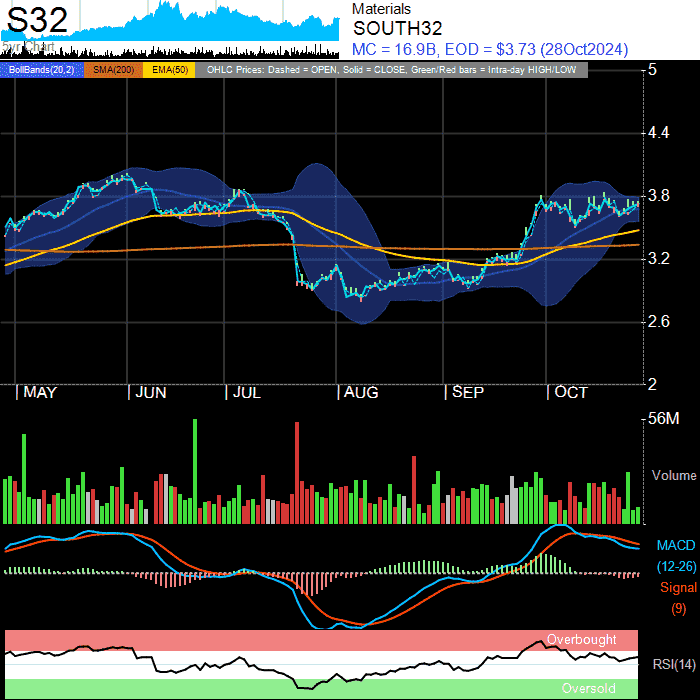 S32
5yr Chart
Materials
SOUTH32
MC = 16.9B, EOD = $3.73 (28Oct2024)
BollBands(20,2) SMA(200) EMA(50) OHLC Prices: Dashed = OPEN, Solid = CLOSE, Green/Red bars = Intra-day HIGH/LOW
5
4.4
3.8
3.2
2.6
2
MAY JUN JUL AUG SEP OCT
56M
Volume
MACD
(12-26)
Signal
(9)
Overbought
RSI(14)
Oversold